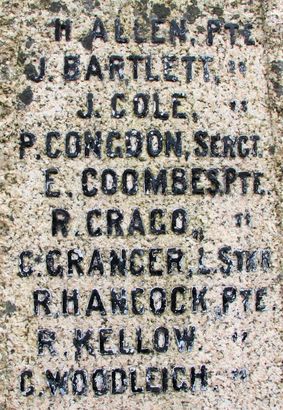 H. ALLEN, PTE
J. BARTLETT. "
J. COLE, "
P. CONGDON, SERGT.
E. COOMBES PTE
R. CRAGO, "
G. GRANGER, L.STKR
R. HANCOCK, PTE.
R. KELLOW. "
G. WOODLEIGH. "